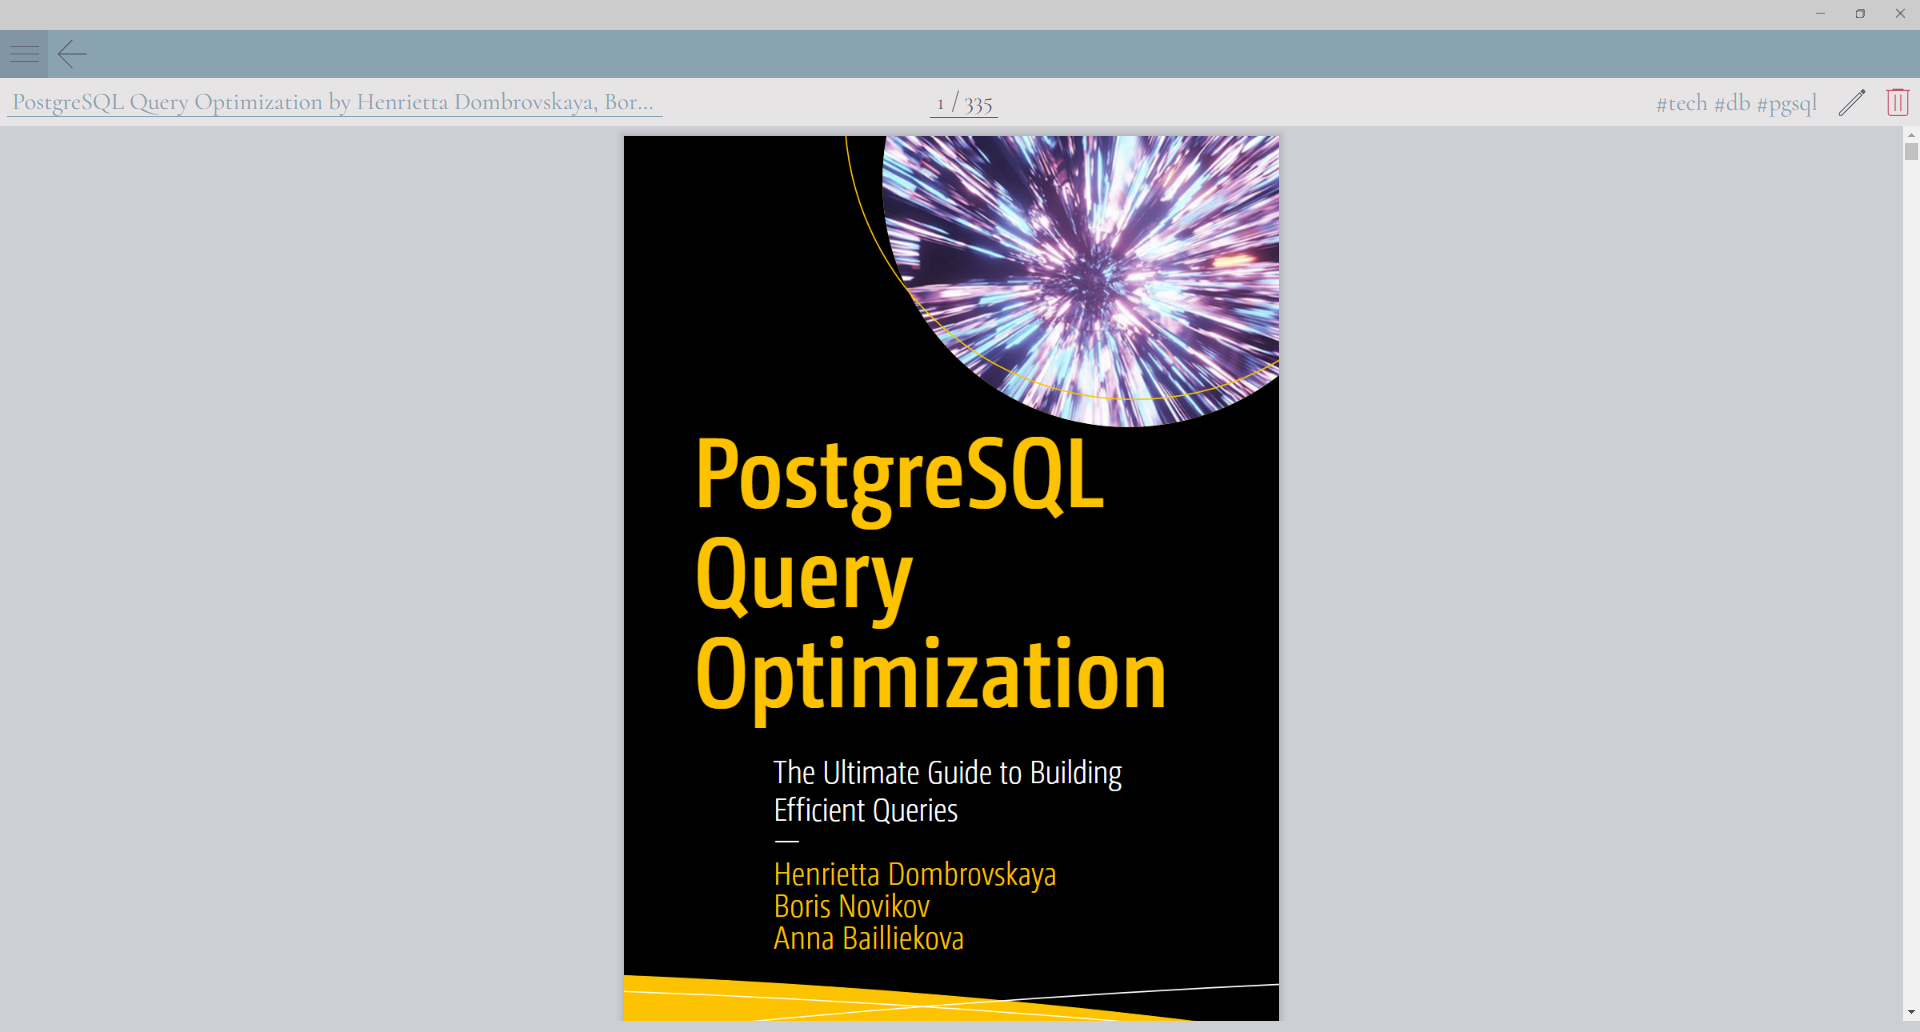 PostgreSQL Query Optimization by Henrietta Dombrovskaya, Bor...
1 / 335
#tech #db #pgsql
PostgreSQL
Query
Optimization
The Ultimate Guide to Building
Efficient Queries
—
Henrietta Dombrovskaya
Boris Novikov
Anna Bailliekova